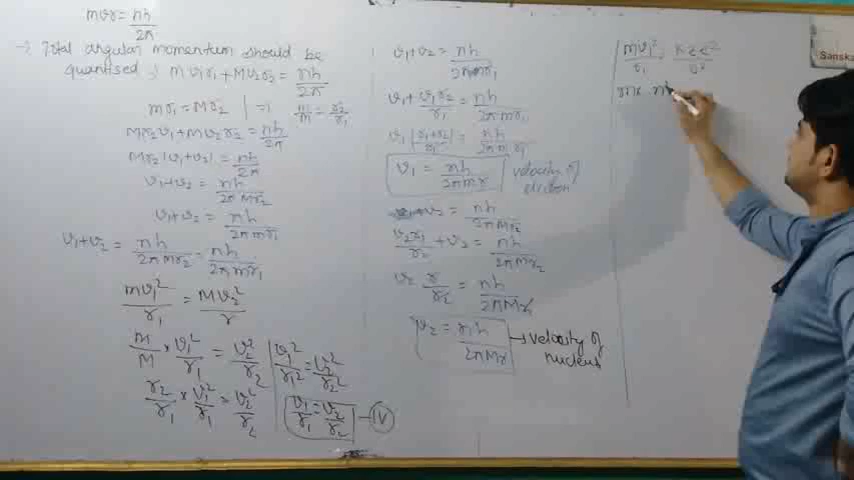 mvr = nh/2π
→ Total angular momentum should be
quantised ; mv₁r₁ + Mv₂r₂ = nh/2π
mr₁ = Mr₂ | ⇒ m/M = r₂/r₁
Mr₂v₁ + Mv₂r₂ = nh/2π
Mr₂ (v₁+v₂) = nh/2π
v₁+v₂ = nh/2πMr₂
v₁+v₂ = nh/2πmr₁
v₁+v₂ = nh/2πMr₂ = nh/2πmr₁
mv₁²/r₁ = Mv₂²/r
m/M × v₁²/r₁ = v₂²/r₂
r₂/r₁ × v₁²/r₁ = v₂²/r₂
v₁²/r₁² = v₂²/r₂²
v₁/r₁ = v₂/r₂ — IV
v₁+v₂ = nh/2πmr₁
v₁ + v₁r₂/r₁ = nh/2πmr₁
v₁ (r₁+r₂)/r₁ = nh/2πmr₁
v₁ = nh/2πmr velocity of
electron
v₁+v₂ = nh/2πMr₂
v₂r₁/r₂ + v₂ = nh/2πMr₂
v₂ r/r₂ = nh/2πMr₂
v₂ = nh/2πMr → velocity of
nucleus
mv₁²/r₁ = KZe²/r²
Sanska